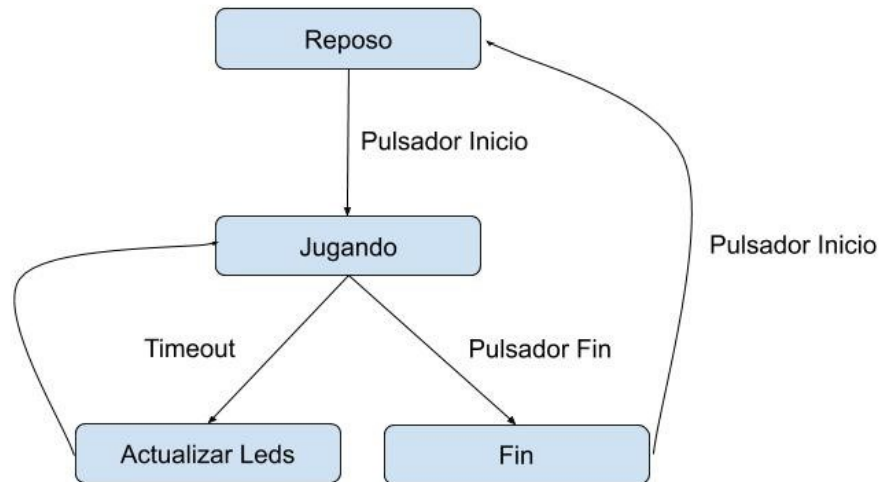 Reposo
Pulsador Inicio
Jugando
Pulsador Inicio
Timeout
Pulsador Fin
Actualizar Leds
Fin